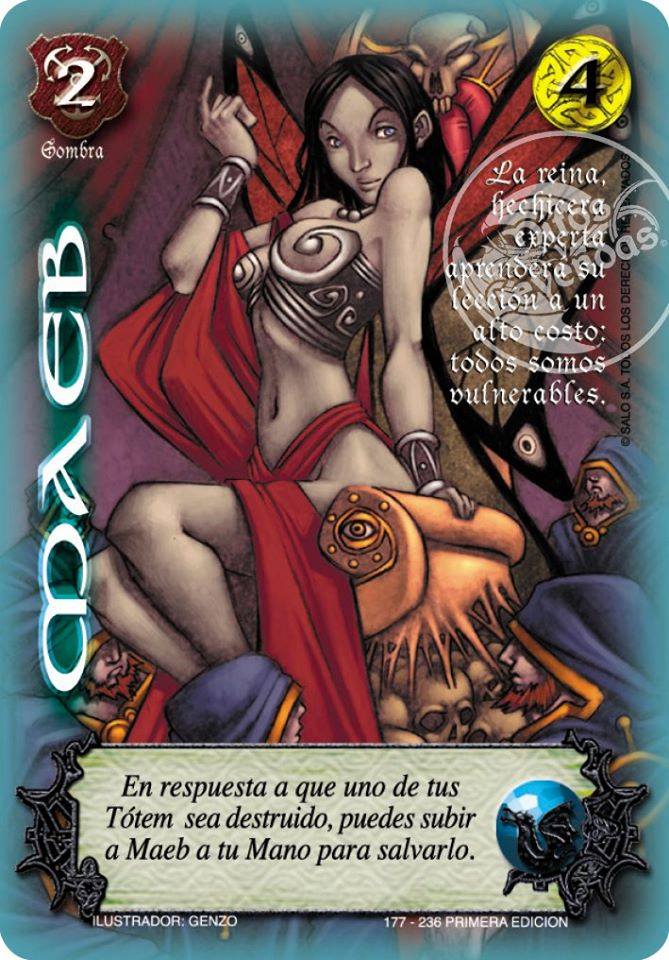 2
Sombra
4
La reina,
hechicera
experta
aprenderá su
lección a un
alto costo:
todos somos
vulnerables.
MAEB
© SALO S.A. TODOS LOS DERECHOS RESERVADOS
En respuesta a que uno de tus
Tótem sea destruido, puedes subir
a Maeb a tu Mano para salvarlo.
ILUSTRADOR: GENZO
177 - 236 PRIMERA EDICION